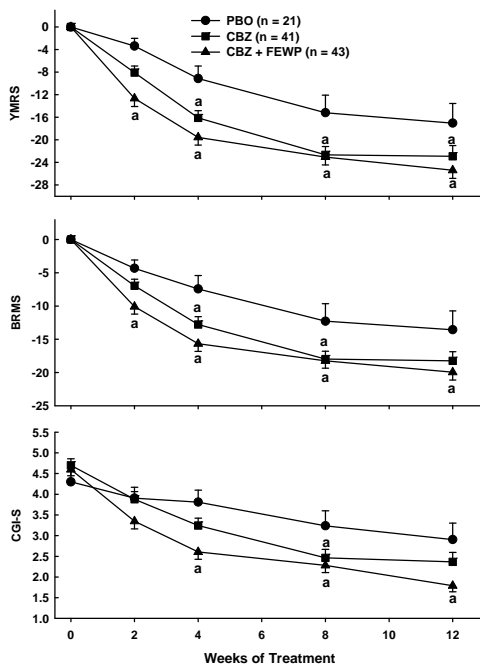 PBO (n = 21)
CBZ (n = 41)
CBZ + FEWP (n = 43)
YMRS
0
-4
-8
-12
-16
-20
-24
-28
a
a
a
a
a
a
a
a
BRMS
0
-5
-10
-15
-20
-25
a
a
a
a
a
a
CGI-S
5.5
5.0
4.5
4.0
3.5
3.0
2.5
2.0
1.5
1.0
a
a
a
a
0 2 4 6 8 10 12
Weeks of Treatment